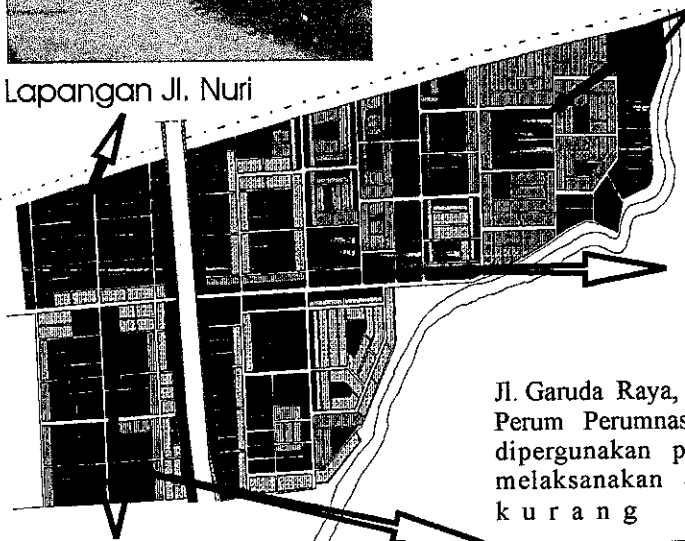 Lapangan Jl. Nuri
Jl. Garuda Raya,
Perum Perumnas
dipergunakan p
melaksanakan
k u r a n g